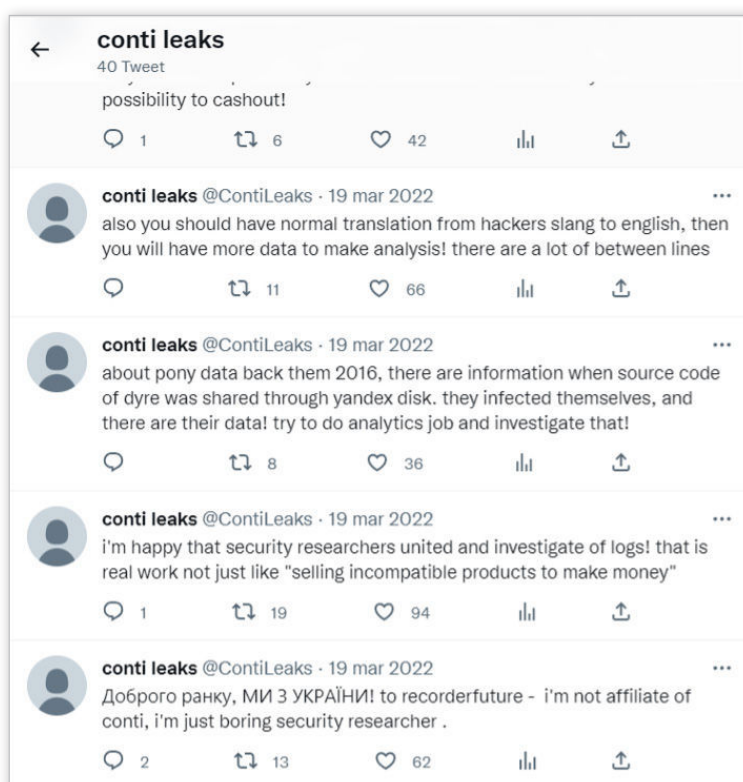 conti leaks
40 Tweet
possibility to cashout!
1 6 42
conti leaks @ContiLeaks · 19 mar 2022
also you should have normal translation from hackers slang to english, then
you will have more data to make analysis! there are a lot of between lines
11 66
conti leaks @ContiLeaks · 19 mar 2022
about pony data back them 2016, there are information when source code
of dyre was shared through yandex disk. they infected themselves, and
there are their data! try to do analytics job and investigate that!
8 36
conti leaks @ContiLeaks · 19 mar 2022
i'm happy that security researchers united and investigate of logs! that is
real work not just like "selling incompatible products to make money"
1 19 94
conti leaks @ContiLeaks · 19 mar 2022
Доброго ранку, МИ З УКРАЇНИ! to recorderfuture - i'm not affiliate of
conti, i'm just boring security researcher .
2 13 62